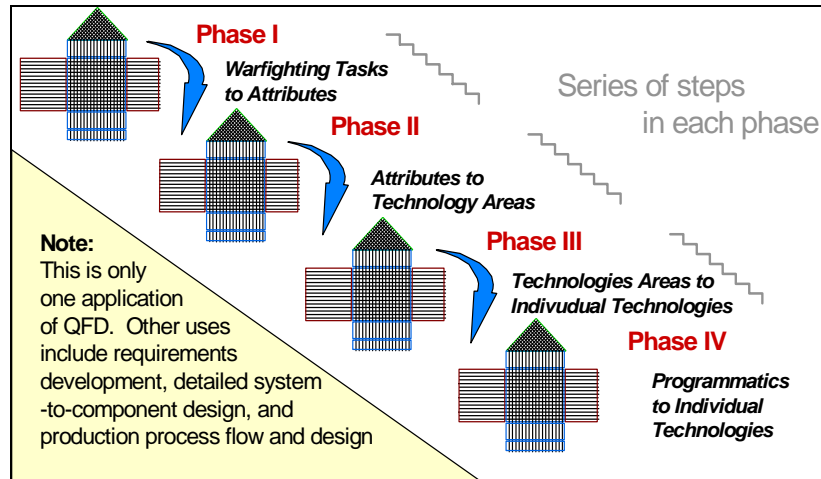 Phase I
Warfighting Tasks
to Attributes
Series of steps
in each phase
Phase II
Attributes to
Technology Areas
Note:
This is only
one application
of QFD. Other uses
include requirements
development, detailed system
-to-component design, and
production process flow and design
Phase III
Technologies Areas to
Indivudual Technologies
Phase IV
Programmatics
to Individual
Technologies